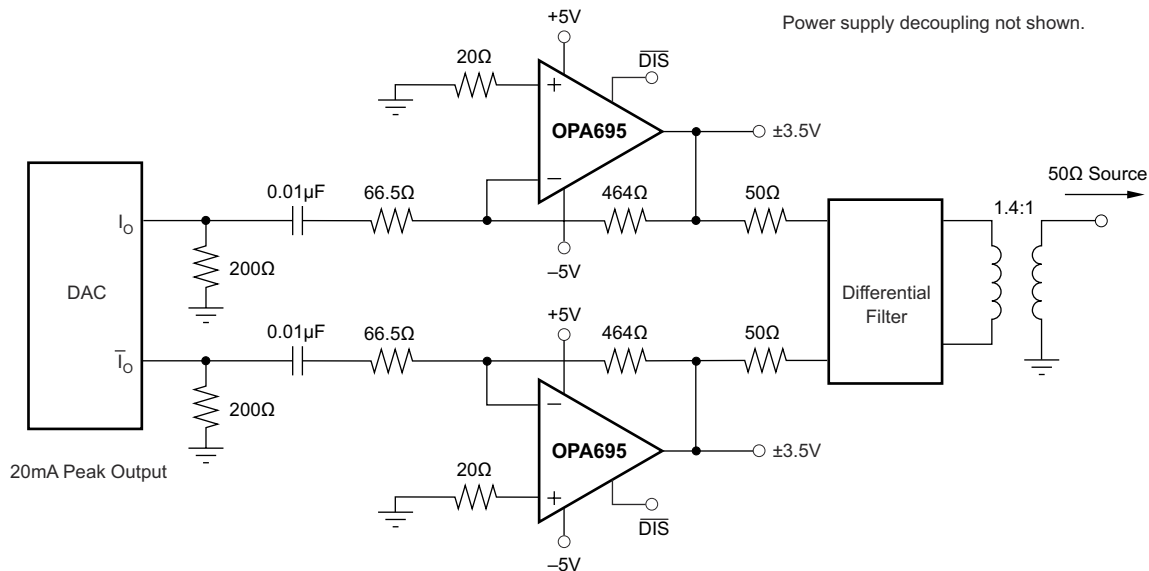 Power supply decoupling not shown.
+5V
20Ω
DIS
+
OPA695
±3.5V
−
50Ω Source
0.01µF
66.5Ω
464Ω
50Ω
1.4:1
I_O
–5V
200Ω
DAC
Differential
Filter
+5V
0.01µF
66.5Ω
464Ω
50Ω
I̅_O
200Ω
−
OPA695
±3.5V
20mA Peak Output
20Ω
+
DIS
–5V